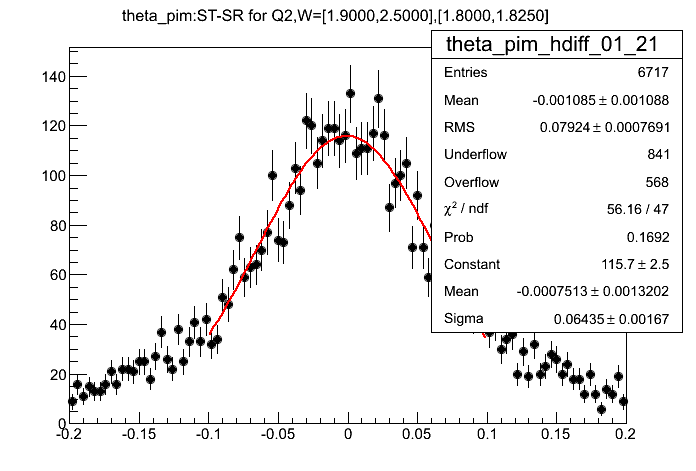 theta_pim:ST-SR for Q2,W=[1.9000,2.5000],[1.8000,1.8250]
theta_pim_hdiff_01_21
Entries 6717
Mean -0.001085 ± 0.001088
RMS 0.07924 ± 0.0007691
Underflow 841
Overflow 568
χ² / ndf 56.16 / 47
Prob 0.1692
Constant 115.7 ± 2.5
Mean -0.0007513 ± 0.0013202
Sigma 0.06435 ± 0.00167
140
120
100
80
60
40
20
0
-0.2 -0.15 -0.1 -0.05 0 0.05 0.1 0.15 0.2